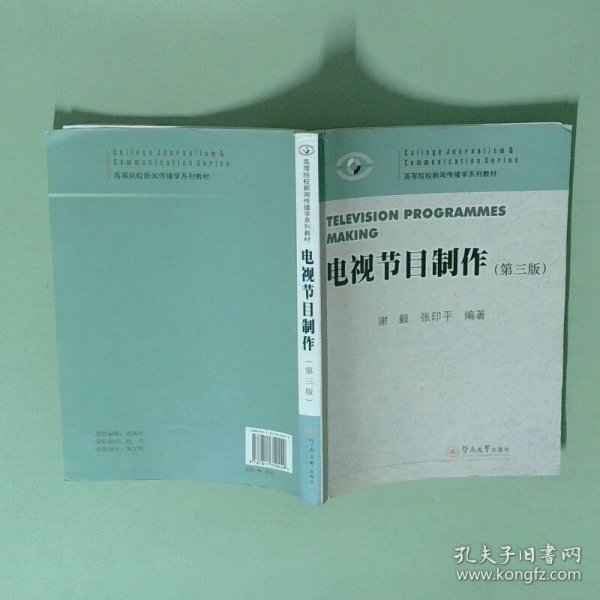 College Journalism &
Communication Series
高等院校新闻传播学系列教材
高等院校新闻传播学系列教材
电视节目制作
（第三版）
College Journalism &
Communication Series
高等院校新闻传播学系列教材
TELEVISION PROGRAMMES
MAKING
电视节目制作（第三版）
谢 毅 张印平 编著
暨南大学出版社
孔夫子旧书网
www.kongfz.com